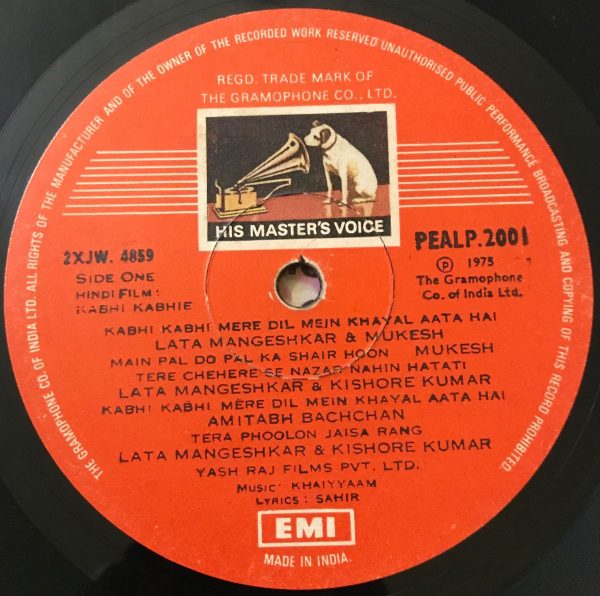 THE GRAMOPHONE CO. OF INDIA LTD. ALL RIGHTS OF THE MANUFACTURER AND OF THE OWNER OF THE RECORDED WORK RESERVED UNAUTHORISED PUBLIC PERFORMANCE BROADCASTING AND COPYING OF THIS RECORD PROHIBITED.
REGD. TRADE MARK OF
THE GRAMOPHONE CO., LTD.
HIS MASTER'S VOICE
2XJW. 4859
SIDE ONE
HINDI FILM:
KABHI KABHIE
PEALP.2001
℗ 1975
The Gramophone
Co. of India Ltd.
KABHI KABHI MERE DIL MEIN KHAYAL AATA HAI
LATA MANGESHKAR & MUKESH
MAIN PAL DO PAL KA SHAIR HOON MUKESH
TERE CHEHERE SE NAZAR NAHIN HATATI
LATA MANGESHKAR & KISHORE KUMAR
KABHI KABHI MERE DIL MEIN KHAYAL AATA HAI
AMITABH BACHCHAN
TERA PHOOLON JAISA RANG
LATA MANGESHKAR & KISHORE KUMAR
YASH RAJ FILMS PVT. LTD.
MUSIC: KHAIYYAAM
LYRICS: SAHIR
EMI
MADE IN INDIA.